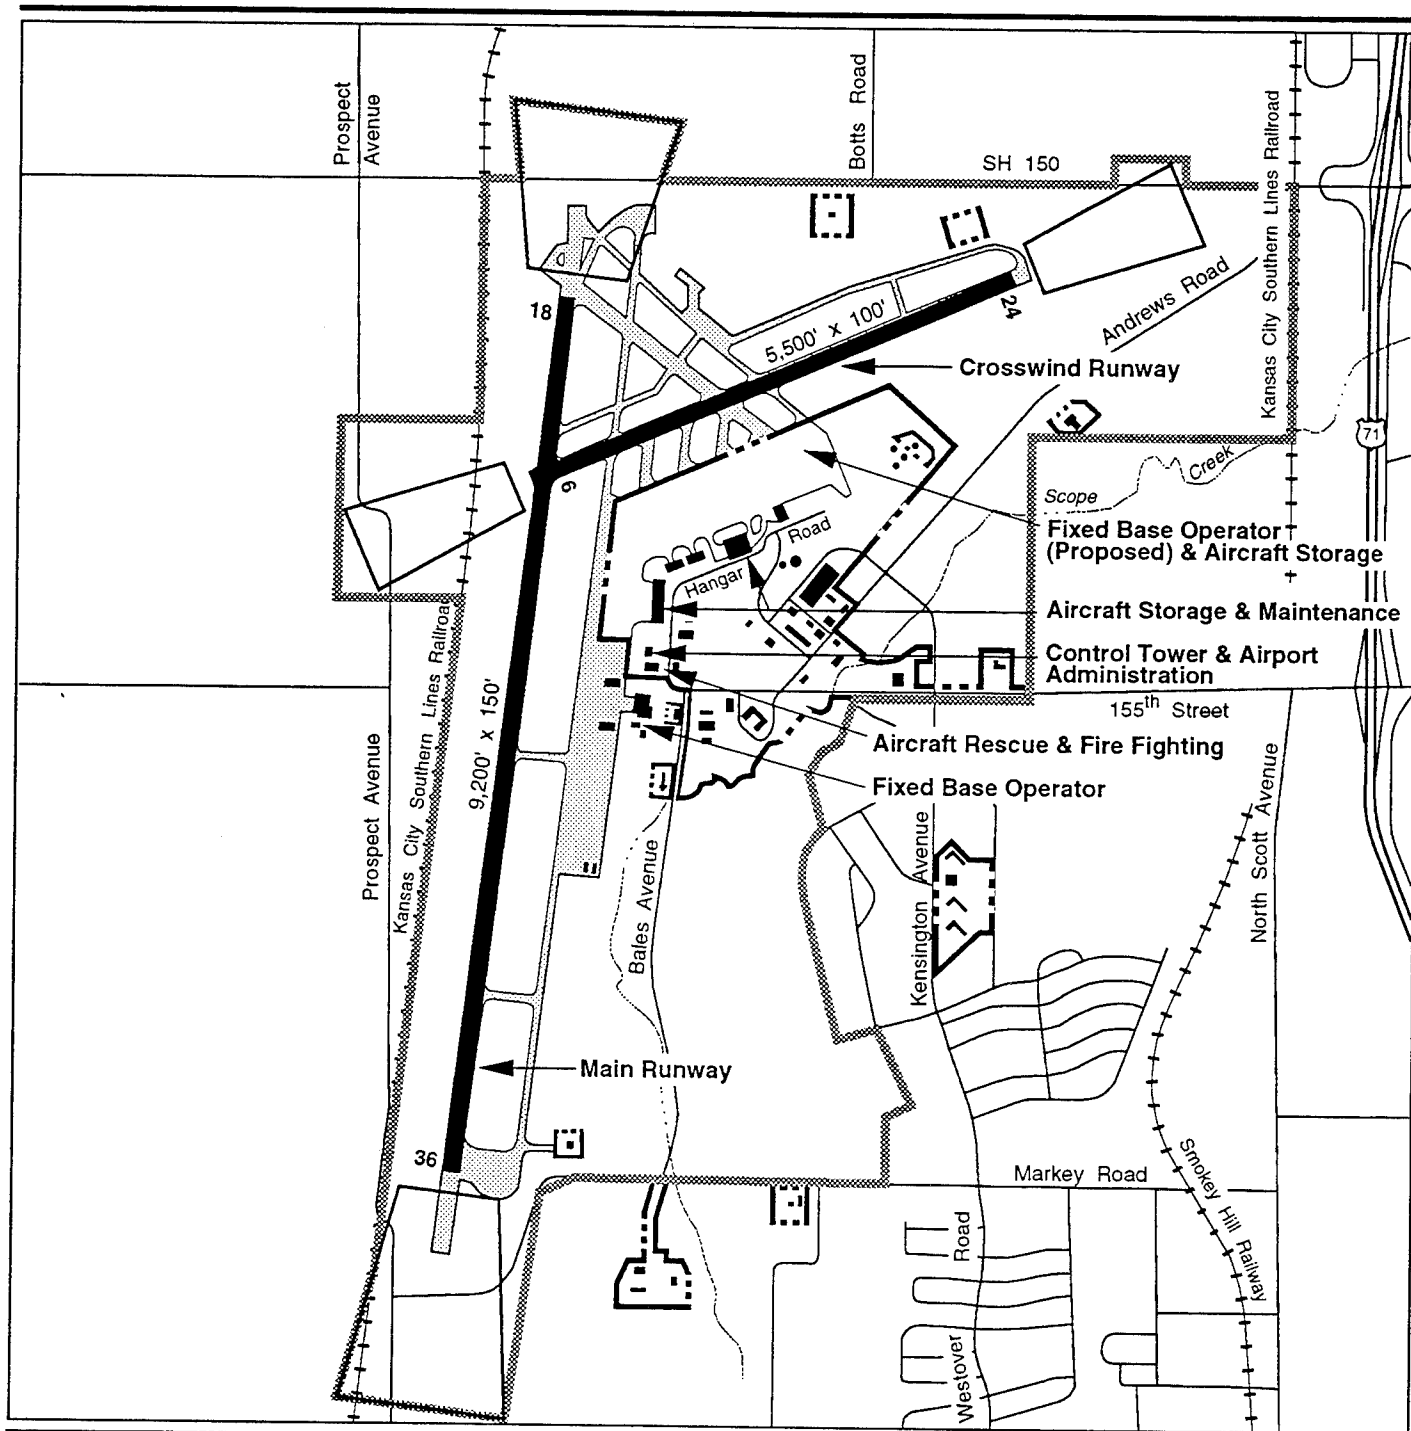 Prospect
Avenue
Botts Road
SH 150
Kansas City Southern Lines Railroad
18
24
5,500' x 100'
Andrews Road
Crosswind Runway
71
6
Scope
Creek
Fixed Base Operator
(Proposed) & Aircraft Storage
Hangar
Road
Aircraft Storage & Maintenance
Control Tower & Airport
Administration
155th Street
Aircraft Rescue & Fire Fighting
Fixed Base Operator
9,200' x 150'
Prospect Avenue
Kansas City Southern Lines Railroad
Bales Avenue
Kensington Avenue
North Scott Avenue
Main Runway
36
Markey Road
Smokey Hill Railway
Westover
Road